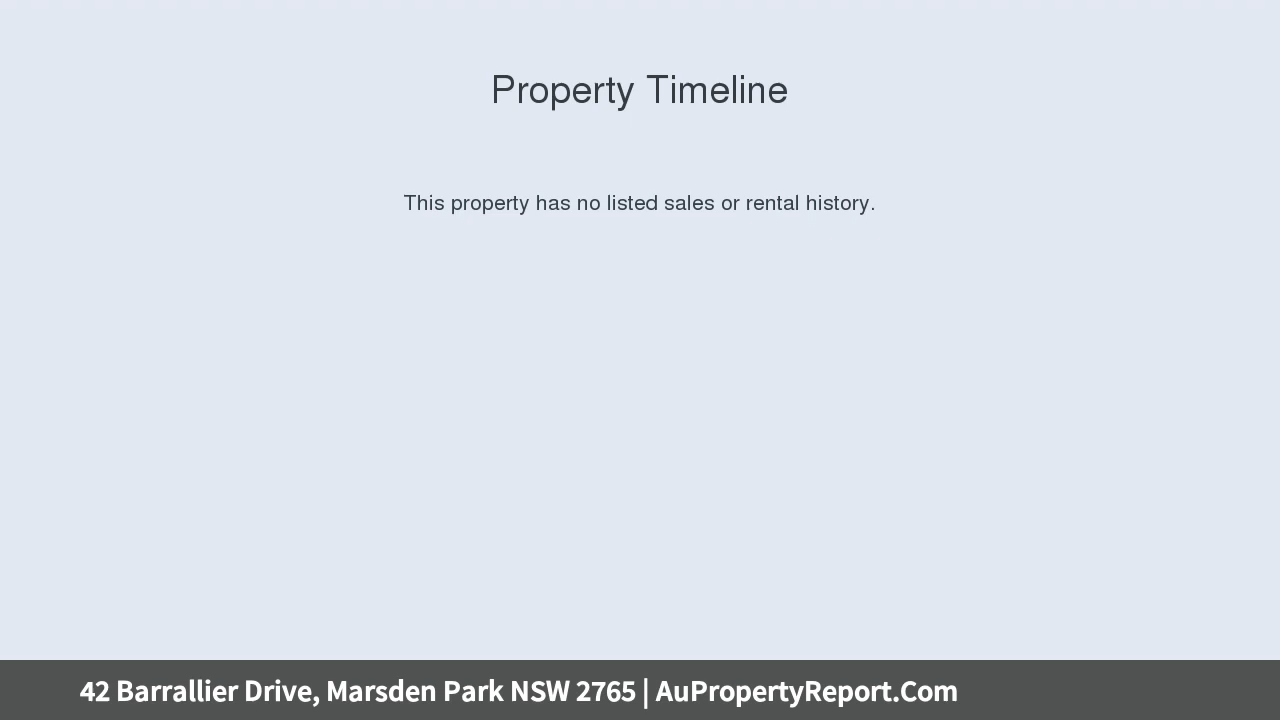 Property Timeline
This property has no listed sales or rental history.
42 Barrallier Drive, Marsden Park NSW 2765 | AuPropertyReport.Com